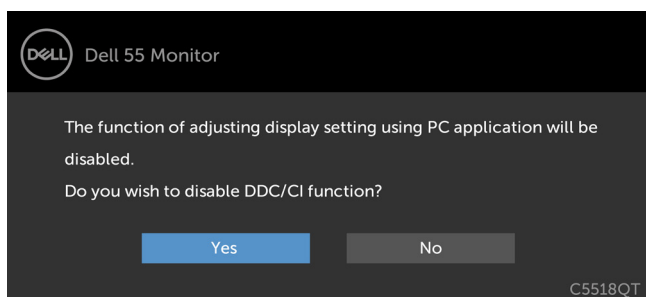 DELL Dell 55 Monitor
The function of adjusting display setting using PC application will be
disabled.
Do you wish to disable DDC/CI function?
Yes No
C5518QT